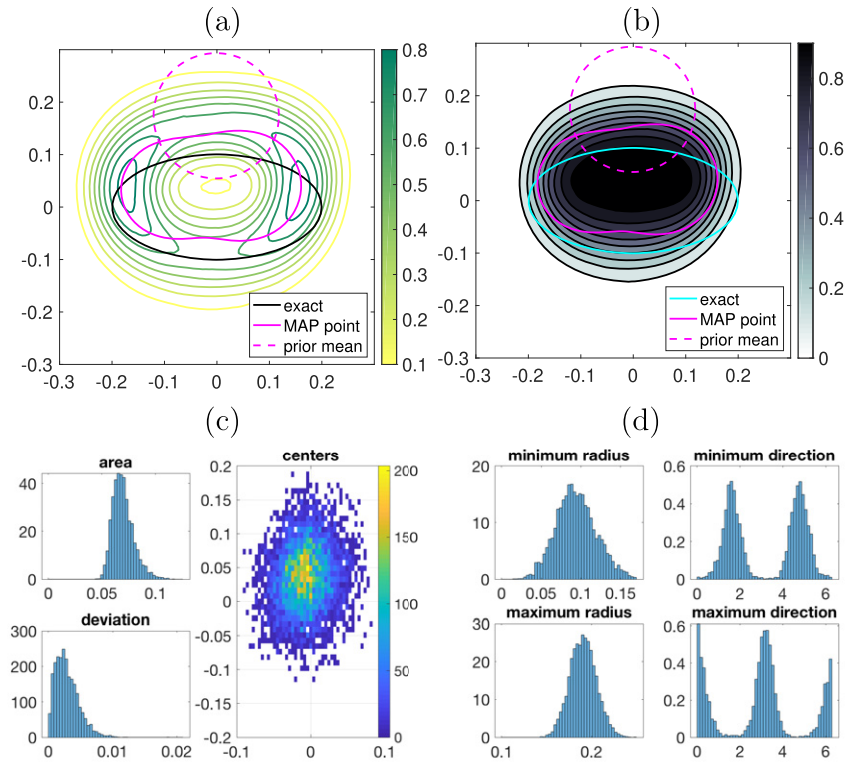 (a)
0.2
0.1
0
-0.1
-0.2
-0.3
-0.3 -0.2 -0.1 0 0.1 0.2
exact
MAP point
prior mean
0.8
0.7
0.6
0.5
0.4
0.3
0.2
0.1
(b)
0.2
0.1
0
-0.1
-0.2
-0.3
-0.3 -0.2 -0.1 0 0.1 0.2
exact
MAP point
prior mean
0.8
0.6
0.4
0.2
0
(c)
area
40
20
0
0 0.05 0.1
deviation
300
200
100
0
0 0.01 0.02
centers
0.2
0.15
0.1
0.05
0
-0.05
-0.1
-0.15
-0.2
-0.1 0 0.1
200
150
100
50
0
(d)
minimum radius
20
10
0
0 0.05 0.1 0.15
minimum direction
0.6
0.4
0.2
0
0 2 4 6
maximum radius
30
20
10
0
0.1 0.2
maximum direction
0.6
0.4
0.2
0
0 2 4 6